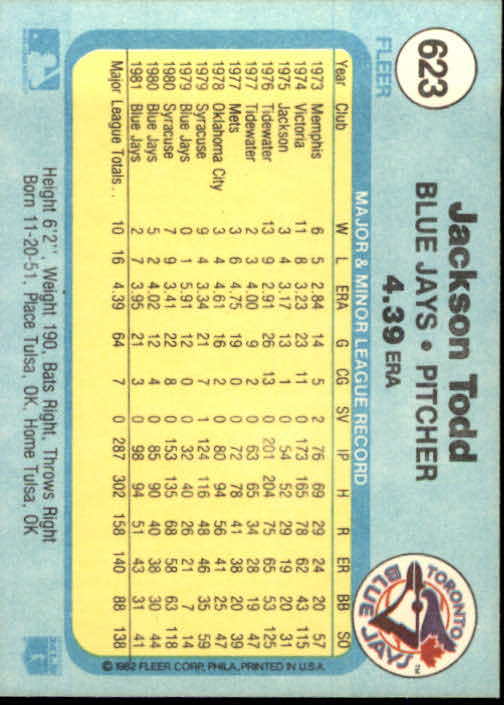 623
FLEER
Jackson Todd
BLUE JAYS • PITCHER
4.39 ERA
TORONTO
BLUE JAYS
TM
MAJOR & MINOR LEAGUE RECORD
Year Club W L ERA G CG SV IP H R ER BB SO
1973 Memphis 6 5 2.84 14 5 2 76 69 29 24 20 57
1974 Victoria 11 8 3.23 23 11 173 165 78 62 43 115
1975 Jackson 3 4 3.17 13 1 54 52 29 19 20 31
1976 Tidewater 13 9 2.91 26 13 201 204 75 65 53 125
1977 Tidewater 2 3 4.00 9 2 63 65 34 28 19 47
1977 Mets 3 6 4.75 19 0 0 72 78 41 38 20 39
1978 Oklahoma City 3 4 4.61 16 2 80 94 56 41
1979 Syracuse 9 4 3.34 21 7 1 124 116 48 46 35 59
1979 Blue Jays 0 1 5.91 12 0 0 32 40 26 21 7 14
1980 Syracuse 9 7 3.41 22 8 153 135 68 58 63 118
1980 Blue Jays 5 2 4.02 12 4 0 85 90 40 38 30 44
1981 Blue Jays 2 7 3.95 21 3 0 98 94 51 43 31 41
Major League Totals . . 10 16 4.39 64 7 0 287 302 158 140 88 138
© 1982 FLEER CORP., PHILA., PRINTED IN U.S.A.
Height 6'2'', Weight 190, Bats Right, Throws Right
Born 11-20-51, Place Tulsa, OK, Home Tulsa, OK